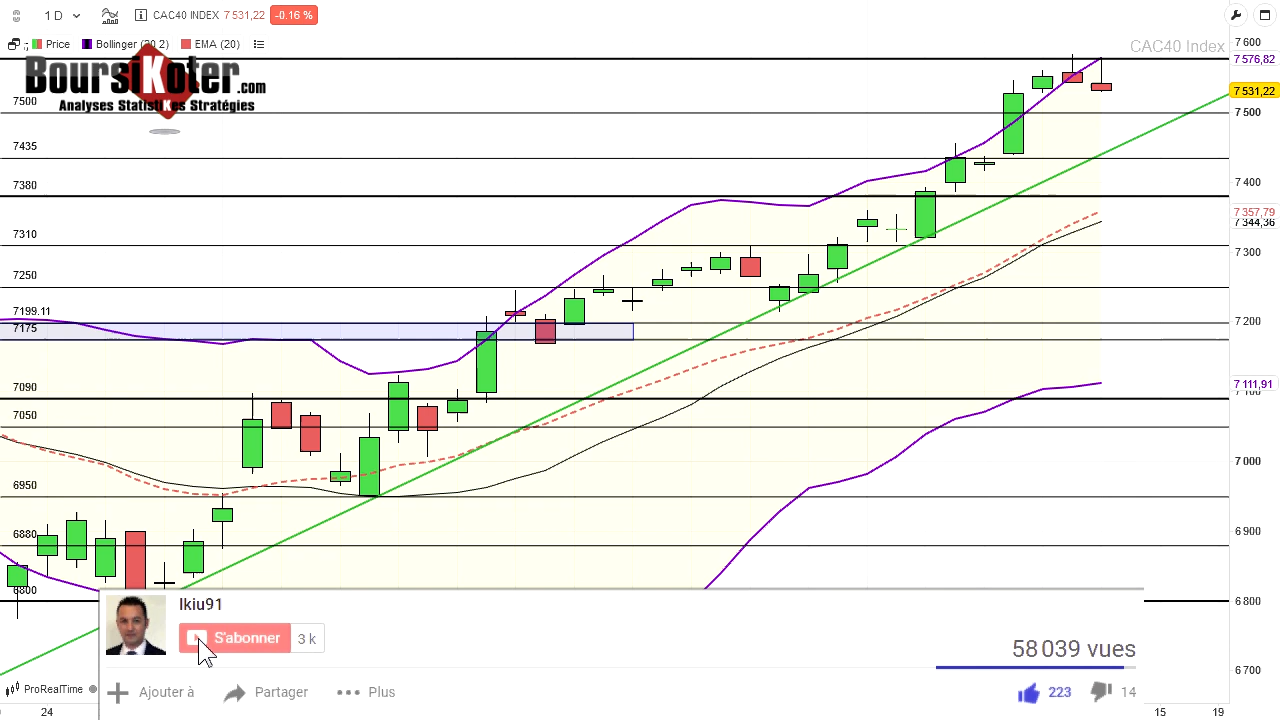 1 D
CAC40 INDEX 7 531,22 -0.16 %
Price Bollinger (20 2) EMA (20)
CAC40 Index
BoursiKoter.com
Analyses StatistiKes Stratégies
7500
7435
7380
7310
7250
7199.11
7175
7090
7050
6950
6880
6800
7 600
7 576,82
7 531,22
7 500
7 400
7 357,79
7 344,36
7 300
7 200
7 111,91
7 100
7 000
6 900
6 800
6 700
Ikiu91
S'abonner 3 k
58 039 vues
Ajouter à Partager Plus 223 14
ProRealTime
24 15 19